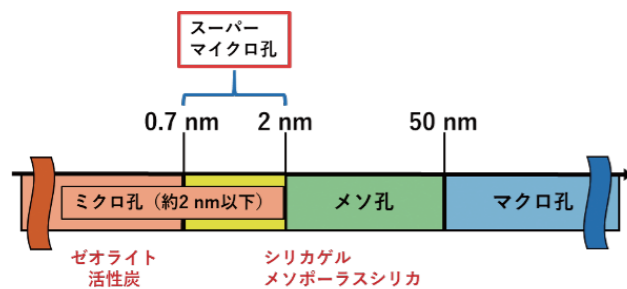 スーパー
マイクロ孔
0.7 nm
2 nm
50 nm
ミクロ孔（約2 nm以下）
メソ孔
マクロ孔
ゼオライト
活性炭
シリカゲル
メソポーラスシリカ